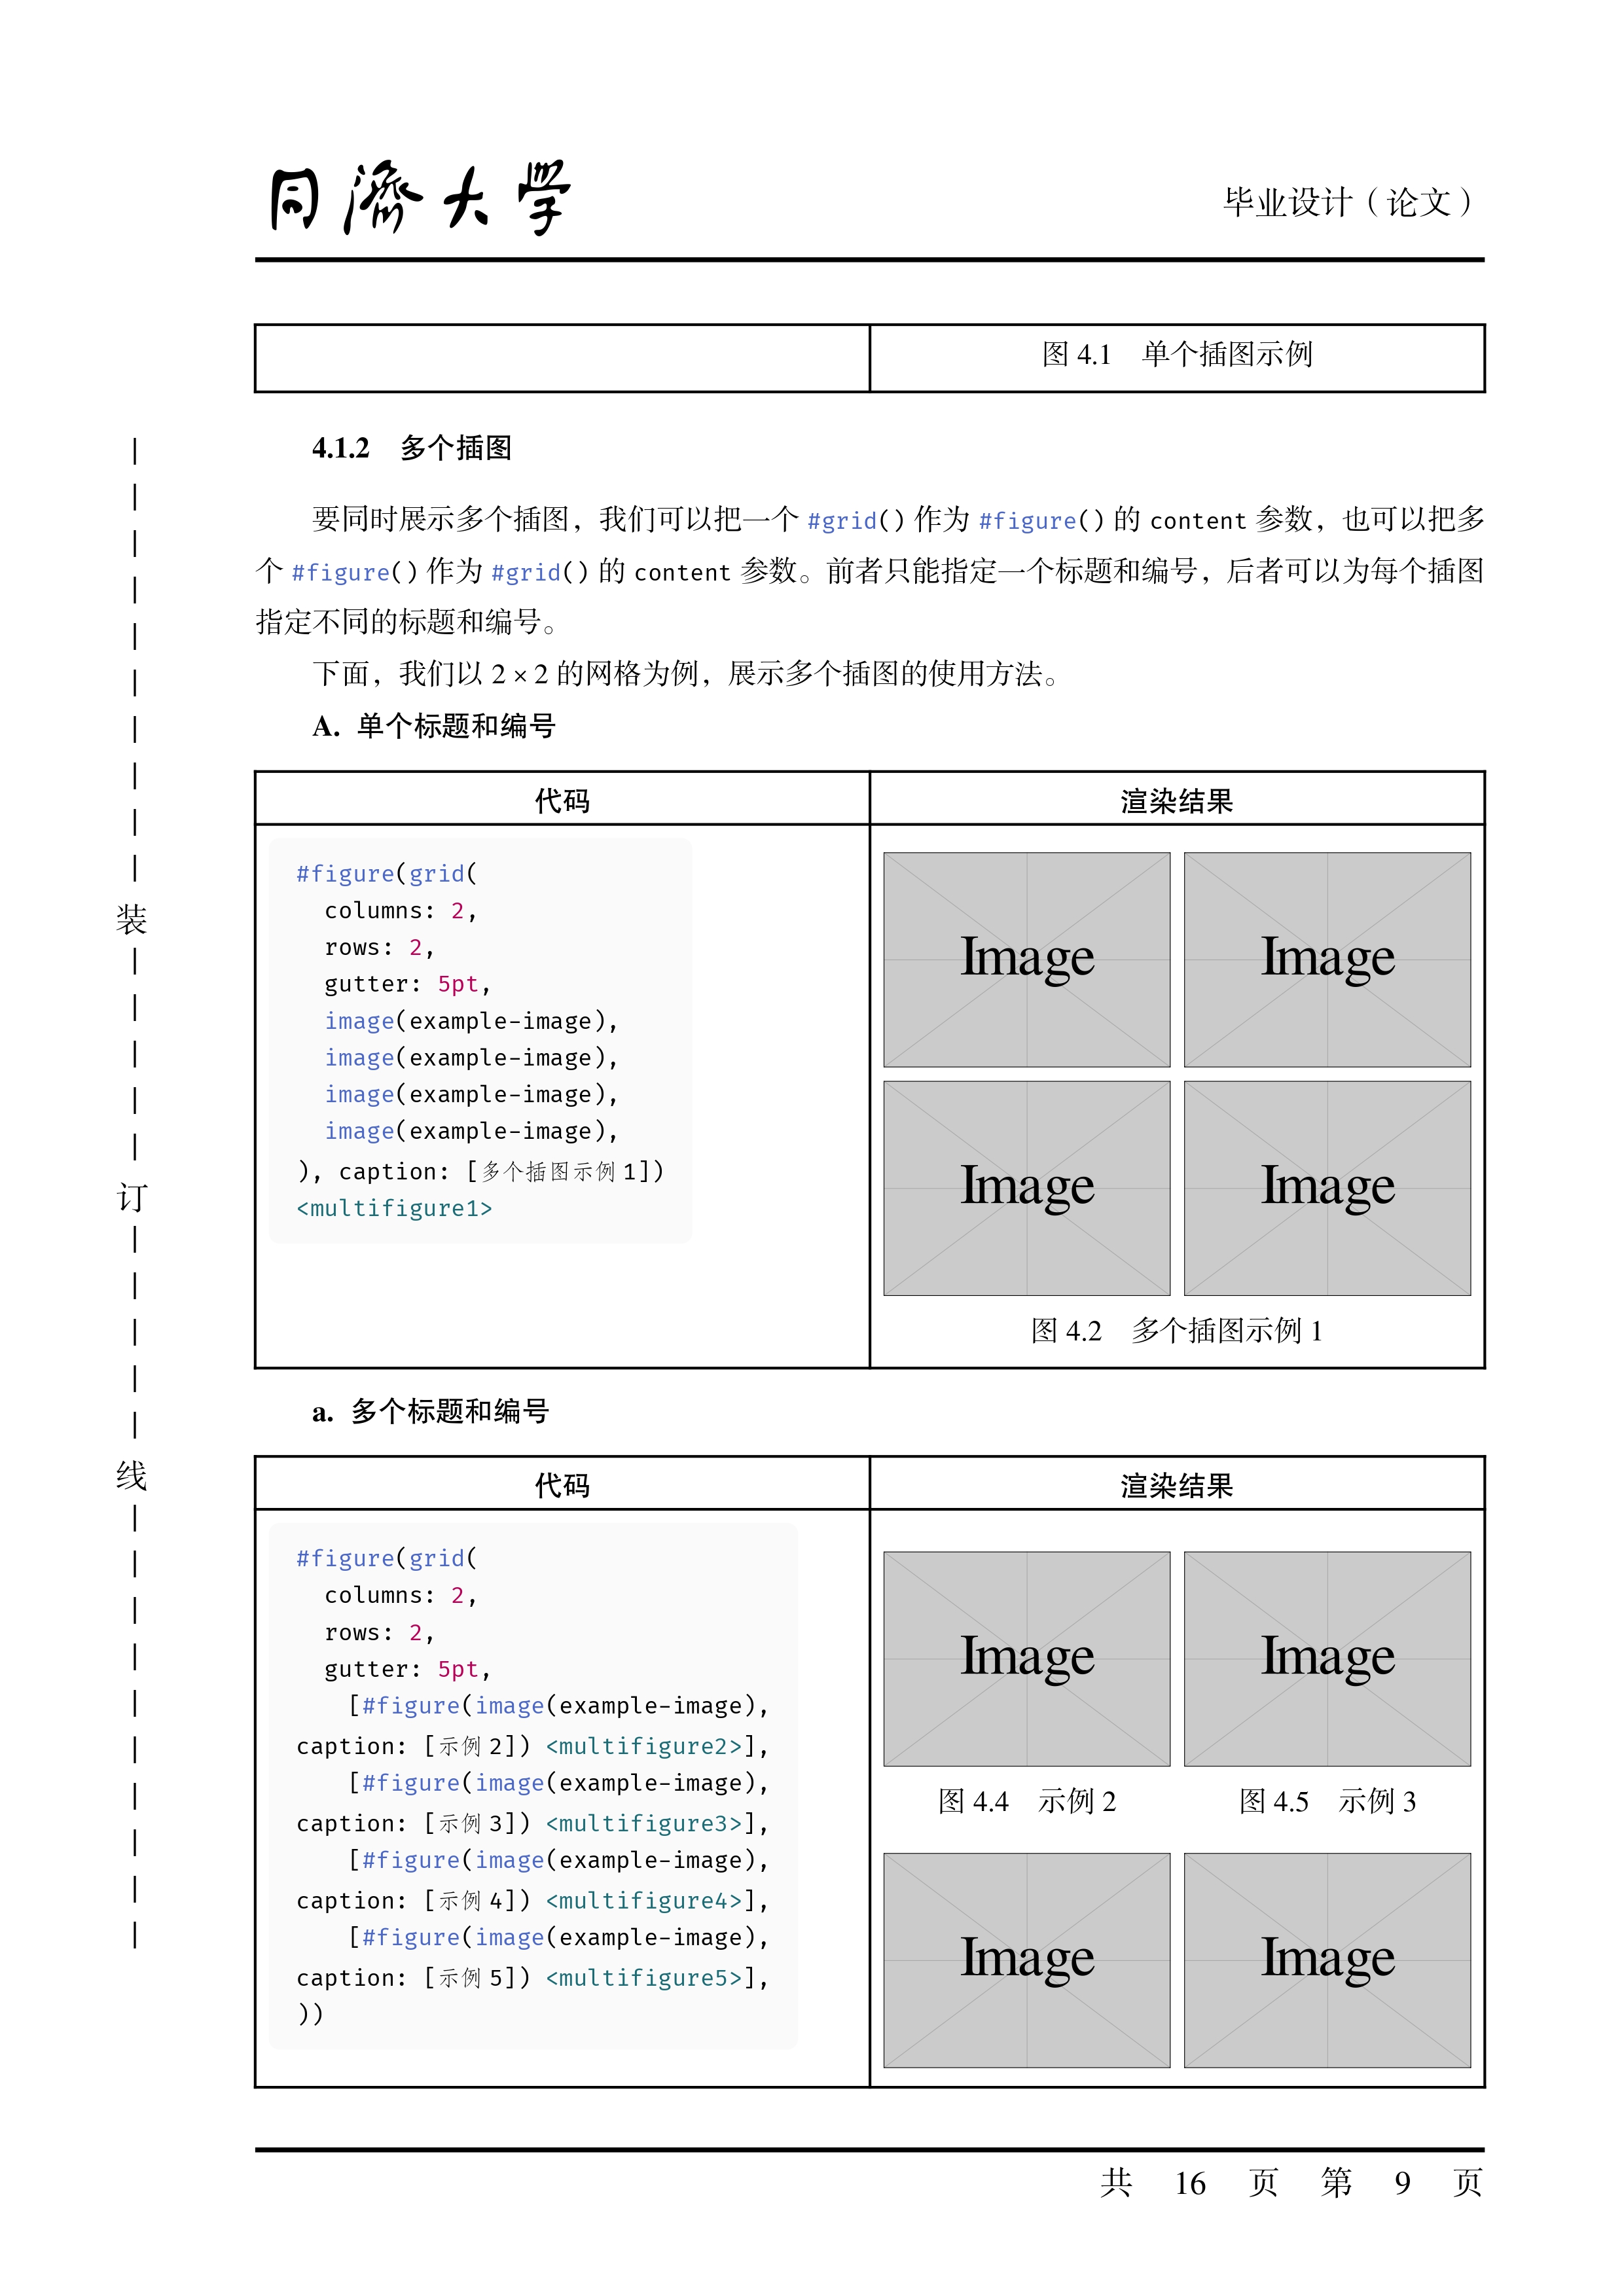 同濟大学
毕业设计（论文）
图 4.1 单个插图示例
4.1.2 多个插图
要同时展示多个插图，我们可以把一个 #grid() 作为 #figure() 的 content 参数，也可以把多
个 #figure() 作为 #grid() 的 content 参数。前者只能指定一个标题和编号，后者可以为每个插图
指定不同的标题和编号。
下面，我们以 2 × 2 的网格为例，展示多个插图的使用方法。
A. 单个标题和编号
代码
渲染结果
#figure(grid(
  columns: 2,
  rows: 2,
  gutter: 5pt,
  image(example-image),
  image(example-image),
  image(example-image),
  image(example-image),
), caption: [多个插图示例 1])
<multifigure1>
Image
Image
Image
Image
图 4.2 多个插图示例 1
a. 多个标题和编号
代码
渲染结果
#figure(grid(
  columns: 2,
  rows: 2,
  gutter: 5pt,
    [#figure(image(example-image),
caption: [示例 2]) <multifigure2>],
    [#figure(image(example-image),
caption: [示例 3]) <multifigure3>],
    [#figure(image(example-image),
caption: [示例 4]) <multifigure4>],
    [#figure(image(example-image),
caption: [示例 5]) <multifigure5>],
))
Image
Image
图 4.4 示例 2
图 4.5 示例 3
Image
Image
装
订
线
共 16 页 第 9 页